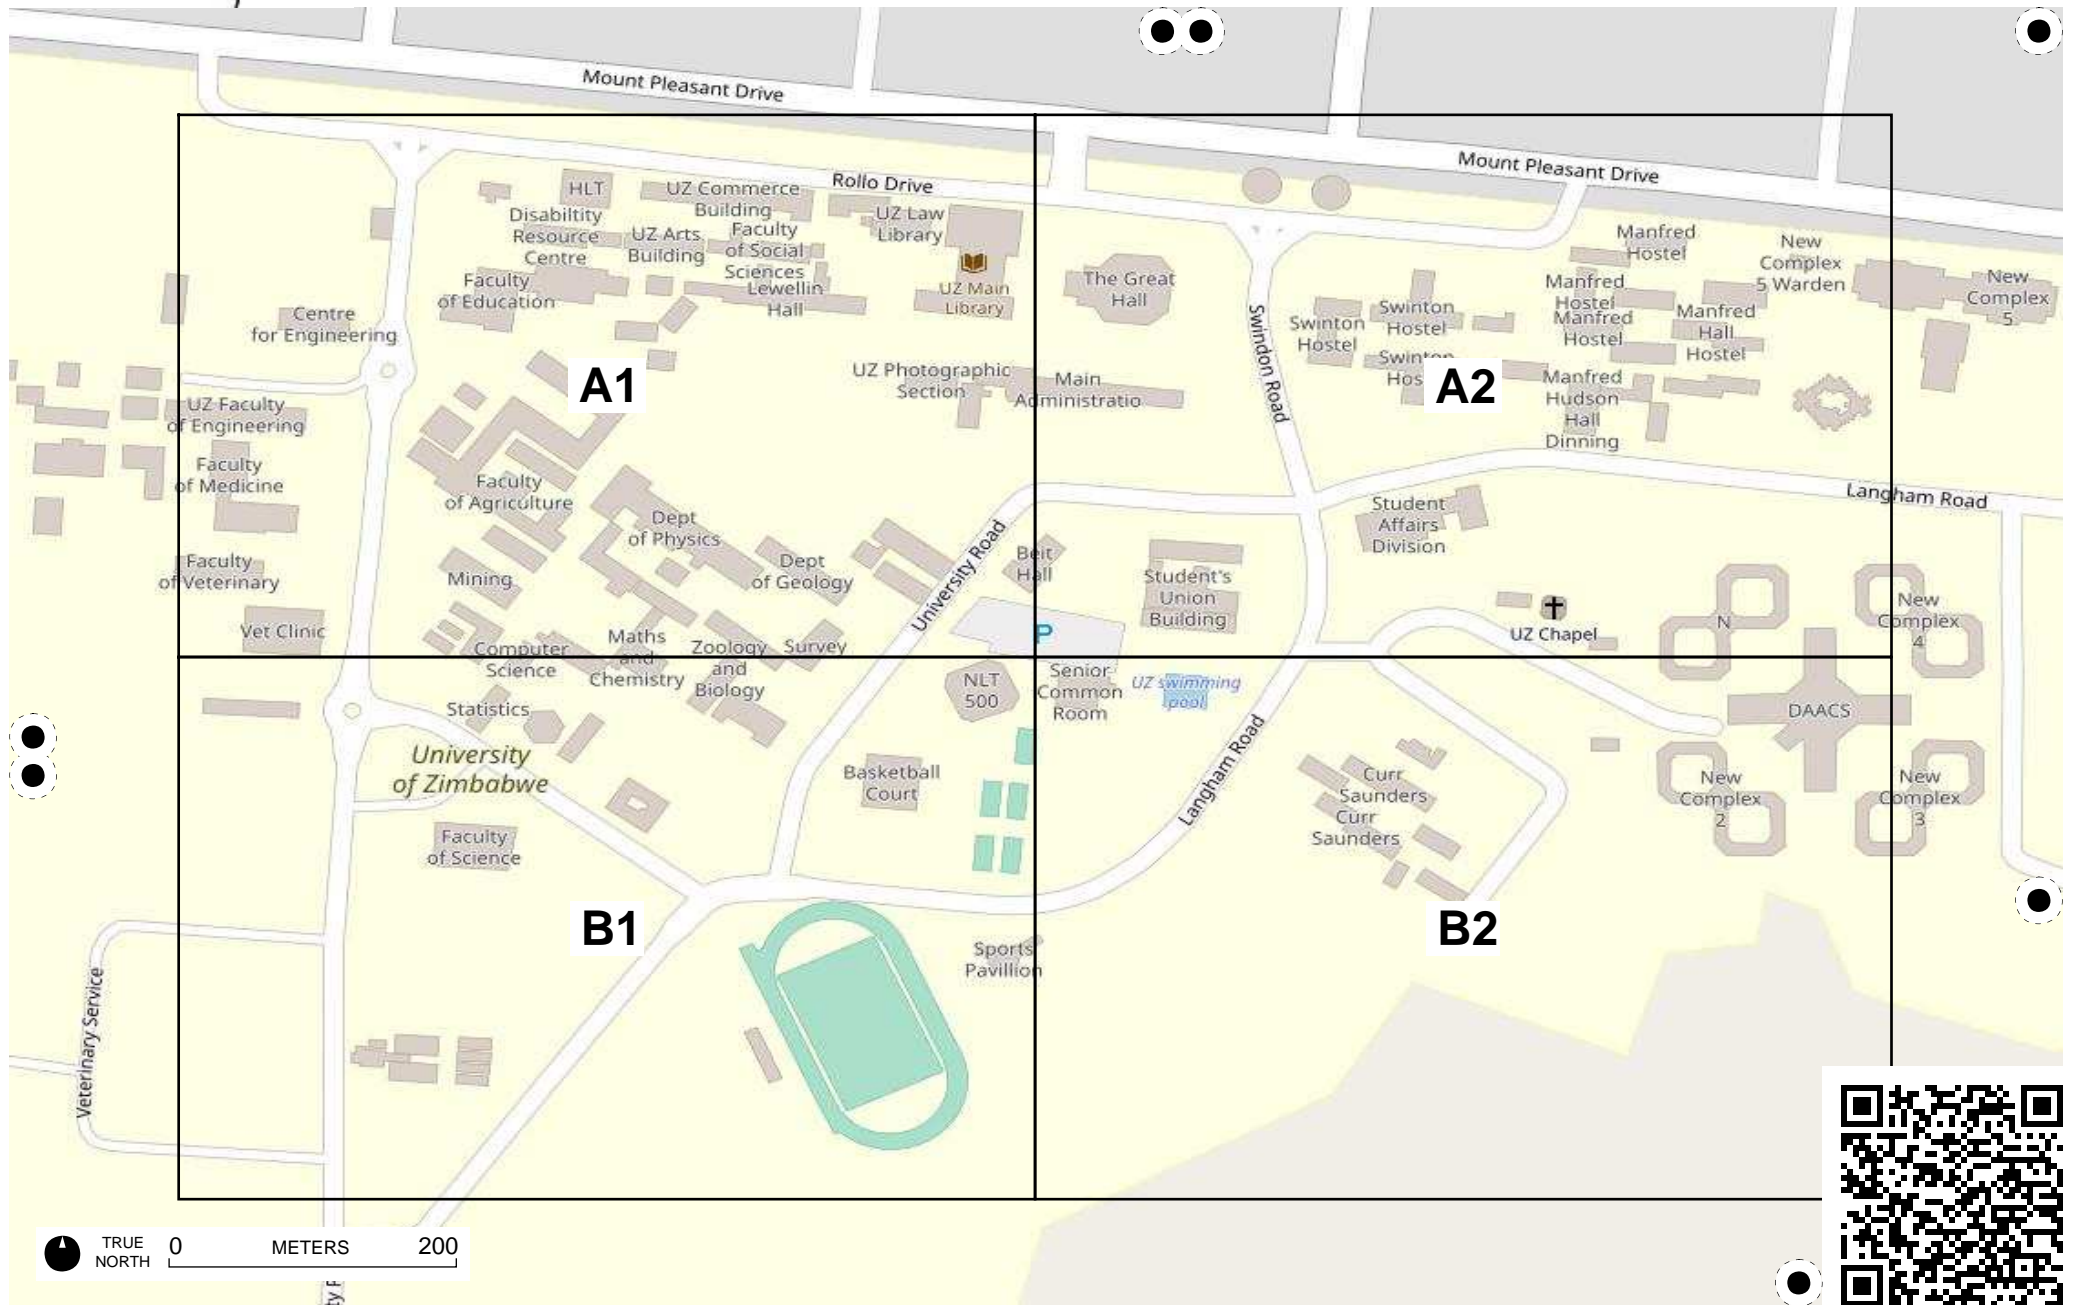 Mount Pleasant Drive
Mount Pleasant Drive
Rollo Drive
HLT
UZ Commerce
Building
UZ Law
Library
Disabiltity
Resource
Centre
UZ Arts
Building
Faculty
of Social
Sciences
Lewellin
Hall
UZ Main
Library
Faculty
of Education
Centre
for Engineering
The Great
Hall
Swindon Road
Swinton
Hostel
Swinton
Hostel
Swinton
Hos
Manfred
Hostel
Manfred
Hostel
Manfred
Hostel
Manfred
Hall
Hostel
New
Complex
5 Warden
New
Complex
5
Manfred
Hudson
Hall
Dinning
A1
A2
UZ Photographic
Section
Main
Administratio
UZ Faculty
of Engineering
Faculty
of Medicine
Faculty
of Agriculture
Dept
of Physics
Dept
of Geology
University Road
Beit
Hall
Student's
Union
Building
Student
Affairs
Division
Langham Road
Faculty
of Veterinary
Mining
Vet Clinic
Computer
Science
Maths
and
Chemistry
Zoology
and
Biology
Survey
P
UZ Chapel
N
New
Complex
4
Statistics
NLT
500
Senior
Common
Room
UZ swimming
pool
DAACS
University
of Zimbabwe
Basketball
Court
Langham Road
Curr
Saunders
Curr
Saunders
New
Complex
2
New
Complex
3
Faculty
of Science
B1
B2
Sports
Pavillion
Veterinary Service
TRUE
NORTH
0 METERS 200